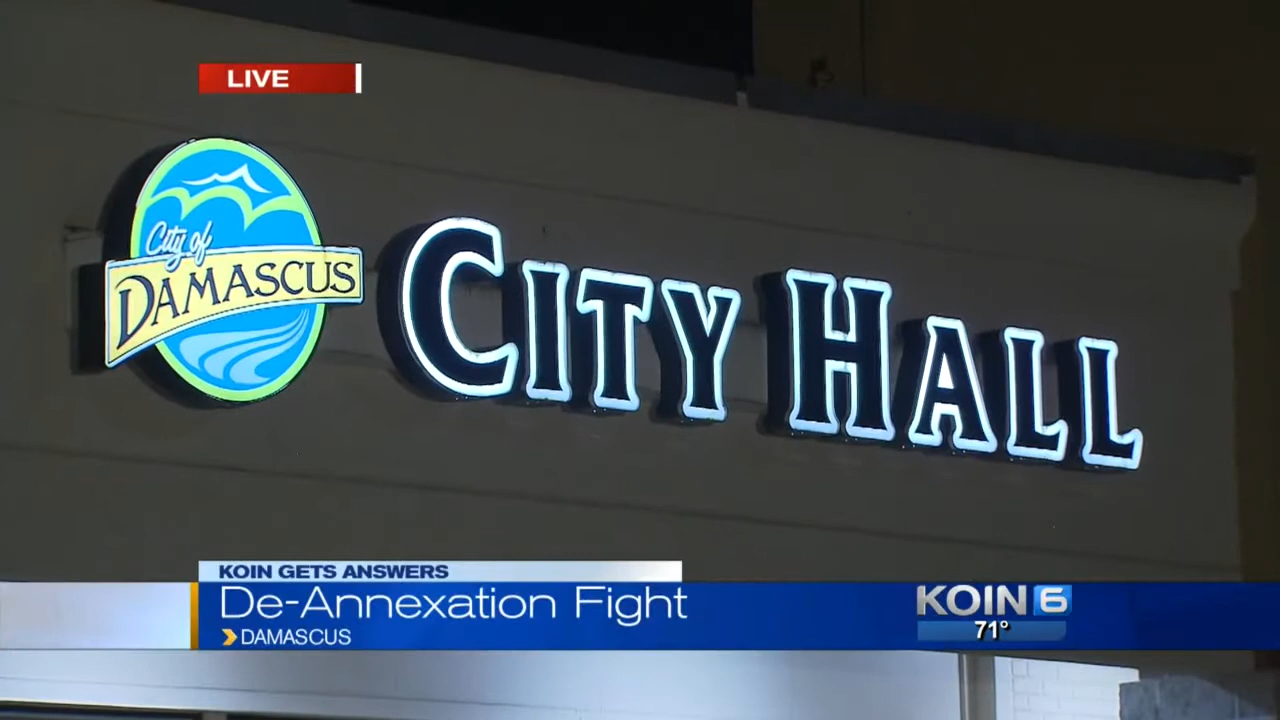 LIVE
City of
DAMASCUS
CITY HALL
KOIN GETS ANSWERS
De-Annexation Fight
DAMASCUS
KOIN 6
71°